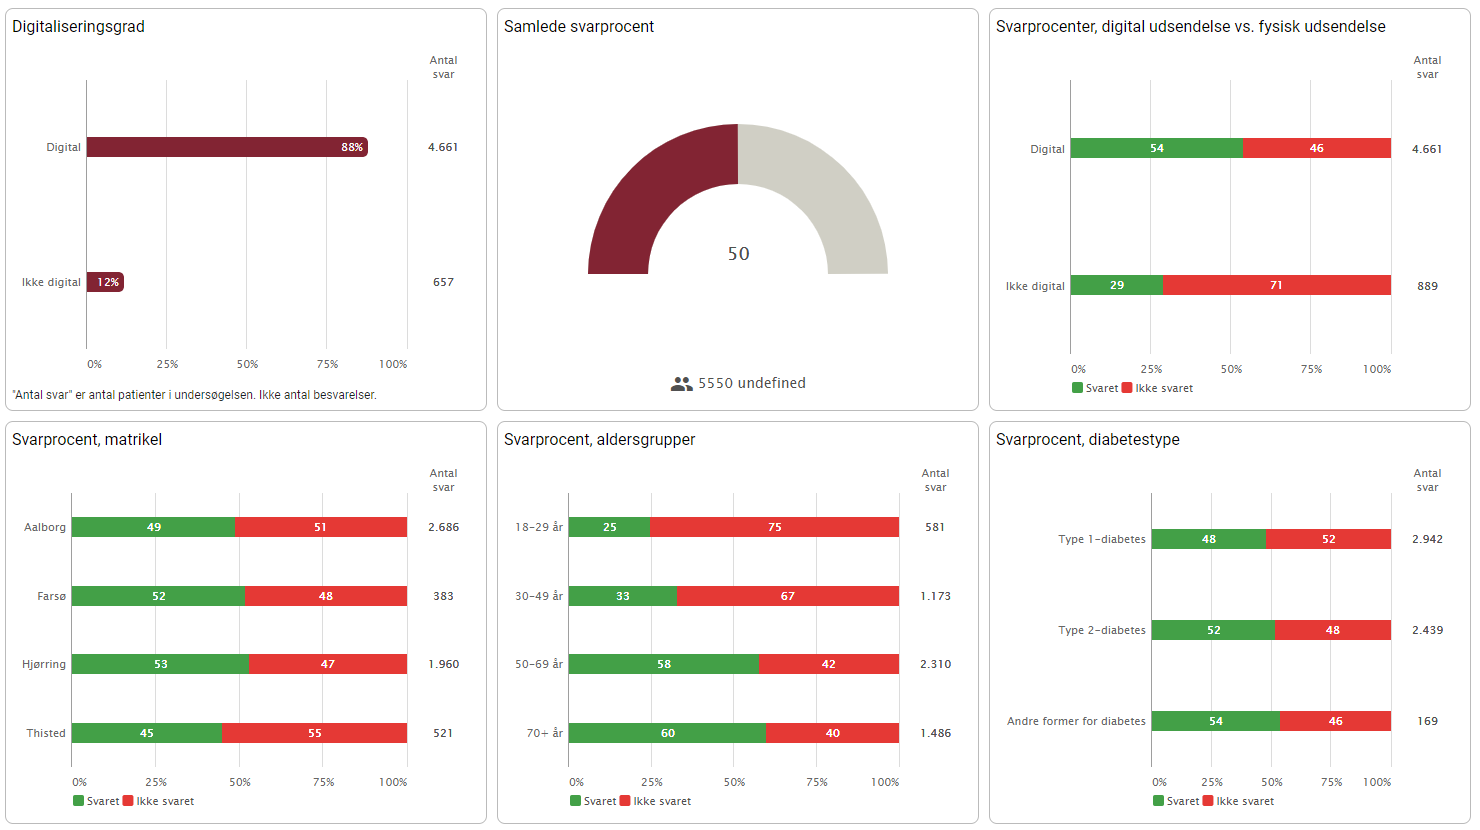 Digitaliseringsgrad
Antal
svar
Digital 88% 4.661
Ikke digital 12% 657
0% 25% 50% 75% 100%
"Antal svar" er antal patienter i undersøgelsen. Ikke antal besvarelser.
Samlede svarprocent
50
5550 undefined
Svarprocenter, digital udsendelse vs. fysisk udsendelse
Antal
svar
Digital 54 46 4.661
Ikke digital 29 71 889
0% 25% 50% 75% 100%
Svaret Ikke svaret
Svarprocent, matrikel
Antal
svar
Aalborg 49 51 2.686
Farsø 52 48 383
Hjørring 53 47 1.960
Thisted 45 55 521
0% 25% 50% 75% 100%
Svaret Ikke svaret
Svarprocent, aldersgrupper
Antal
svar
18-29 år 25 75 581
30-49 år 33 67 1.173
50-69 år 58 42 2.310
70+ år 60 40 1.486
0% 25% 50% 75% 100%
Svaret Ikke svaret
Svarprocent, diabetestype
Antal
svar
Type 1-diabetes 48 52 2.942
Type 2-diabetes 52 48 2.439
Andre former for diabetes 54 46 169
0% 25% 50% 75% 100%
Svaret Ikke svaret